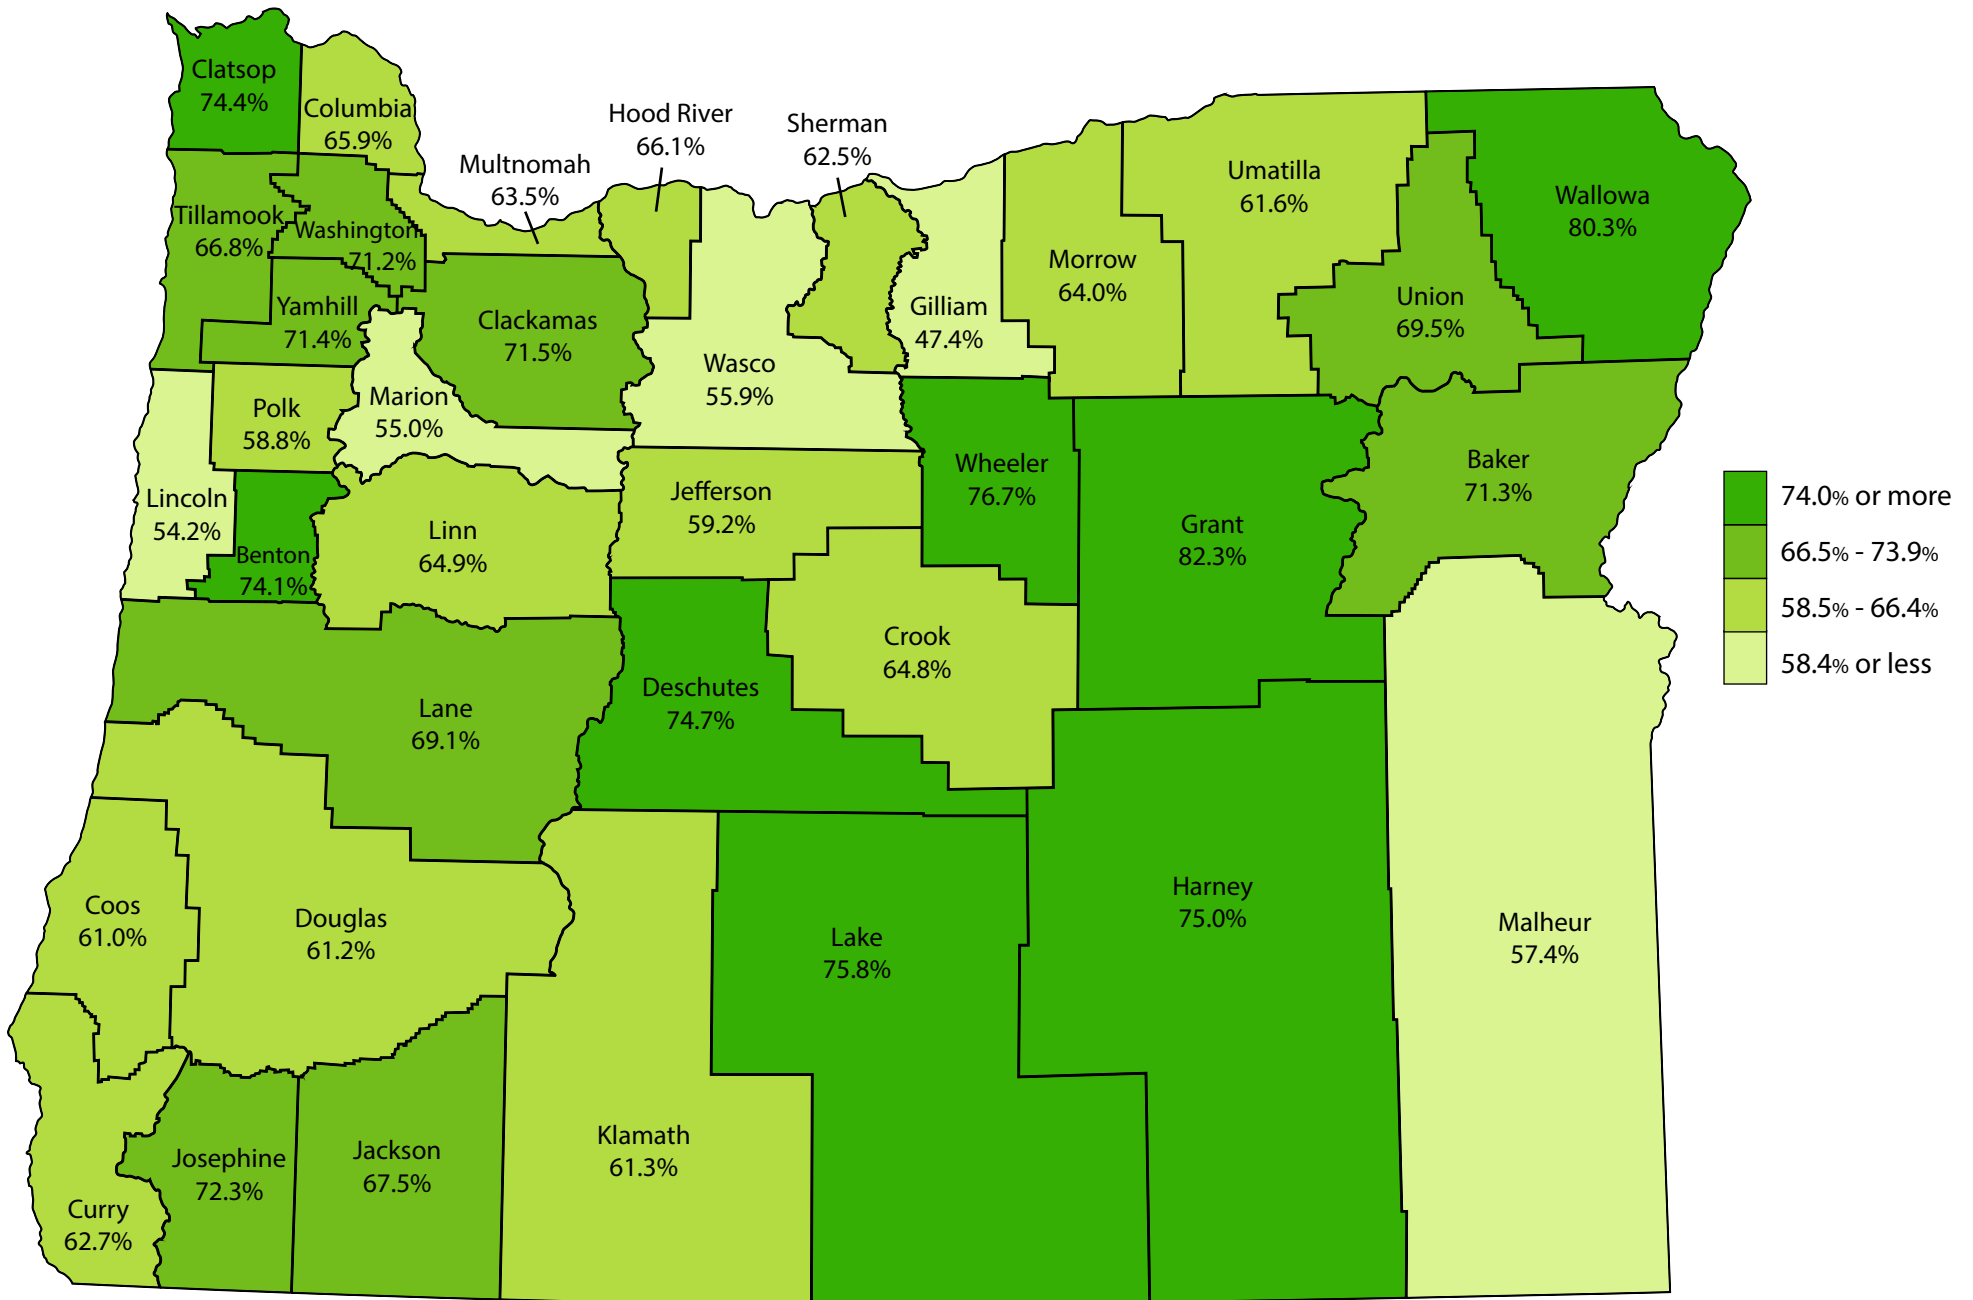 Clatsop
74.4%
Columbia
65.9%
Hood River
66.1%
Sherman
62.5%
Multnomah
63.5%
Umatilla
61.6%
Wallowa
80.3%
Tillamook
66.8%
Washington
71.2%
Morrow
64.0%
Union
69.5%
Yamhill
71.4%
Clackamas
71.5%
Gilliam
47.4%
Wasco
55.9%
Marion
55.0%
Polk
58.8%
Wheeler
76.7%
Baker
71.3%
Lincoln
54.2%
Jefferson
59.2%
Linn
64.9%
Grant
82.3%
Benton
74.1%
74.0% or more
66.5% - 73.9%
58.5% - 66.4%
58.4% or less
Crook
64.8%
Deschutes
74.7%
Lane
69.1%
Harney
75.0%
Coos
61.0%
Douglas
61.2%
Lake
75.8%
Malheur
57.4%
Klamath
61.3%
Jackson
67.5%
Josephine
72.3%
Curry
62.7%